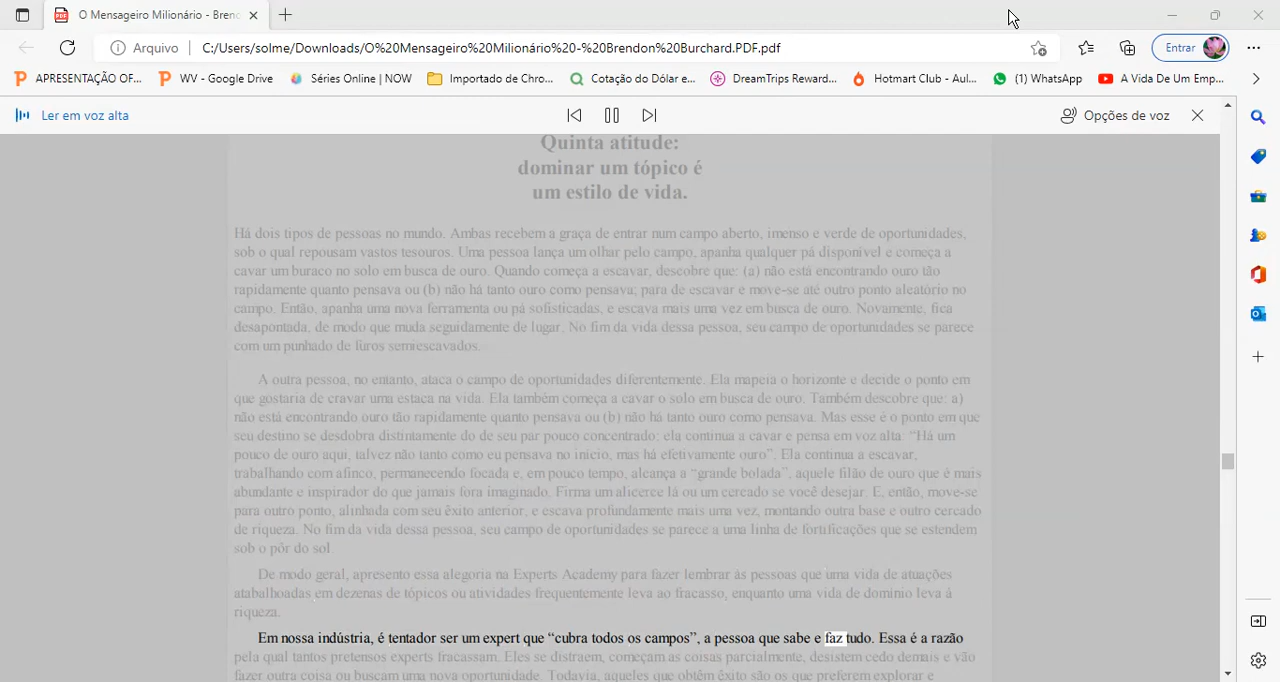 O Mensageiro Milionário - Bren
Arquivo
C:/Users/solme/Downloads/O%20Mensageiro%20Milionário%20-%20Brendon%20Burchard.PDF.pdf
Entrar
APRESENTAÇÃO OF...
WV - Google Drive
Séries Online | NOW
Importado de Chro...
Cotação do Dólar e...
DreamTrips Reward...
Hotmart Club - Aul...
(1) WhatsApp
A Vida De Um Emp...
Ler em voz alta
Opções de voz
Quinta atitude:
dominar um tópico é
um estilo de vida.
Há dois tipos de pessoas no mundo. Ambas recebem a graça de entrar num campo aberto, imenso e verde de oportunidades,
sob o qual repousam vastos tesouros. Uma pessoa lança um olhar pelo campo, apanha qualquer pá disponível e começa a
cavar um buraco no solo em busca de ouro. Quando começa a escavar, descobre que: (a) não está encontrando ouro tão
rapidamente quanto pensava ou (b) não há tanto ouro como pensava; para de escavar e move-se até outro ponto aleatório no
campo. Então, apanha uma nova ferramenta ou pá sofisticadas, e escava mais uma vez em busca de ouro. Novamente, fica
desapontada, de modo que muda seguidamente de lugar. No fim da vida dessa pessoa, seu campo de oportunidades se parece
com um punhado de furos semiescavados.
A outra pessoa, no entanto, ataca o campo de oportunidades diferentemente. Ela mapeia o horizonte e decide o ponto em
que gostaria de cravar uma estaca na vida. Ela também começa a cavar o solo em busca de ouro. Também descobre que: a)
não está encontrando ouro tão rapidamente quanto pensava ou (b) não há tanto ouro como pensava. Mas esse é o ponto em que
seu destino se desdobra distintamente do de seu par pouco concentrado: ela continua a cavar e pensa em voz alta: “Há um
pouco de ouro aqui, talvez não tanto como eu pensava no início, mas há efetivamente ouro”. Ela continua a escavar,
trabalhando com afinco, permanecendo focada e, em pouco tempo, alcança a “grande bolada”, aquele filão de ouro que é mais
abundante e inspirador do que jamais fora imaginado. Firma um alicerce lá ou um cercado se você desejar. E, então, move-se
para outro ponto, alinhada com seu êxito anterior, e escava profundamente mais uma vez, montando outra base e outro cercado
de riqueza. No fim da vida dessa pessoa, seu campo de oportunidades se parece a uma linha de fortificações que se estendem
sob o pôr do sol.
De modo geral, apresento essa alegoria na Experts Academy para fazer lembrar às pessoas que uma vida de atuações
atabalhoadas em dezenas de tópicos ou atividades frequentemente leva ao fracasso, enquanto uma vida de domínio leva à
riqueza.
Em nossa indústria, é tentador ser um expert que “cubra todos os campos”, a pessoa que sabe e faz tudo. Essa é a razão
pela qual tantos pretensos experts fracassam. Eles se distraem, começam as coisas parcialmente, desistem cedo demais e vão
fazer outra coisa ou buscam uma nova oportunidade. Todavia, aqueles que obtêm êxito são os que preferem explorar e